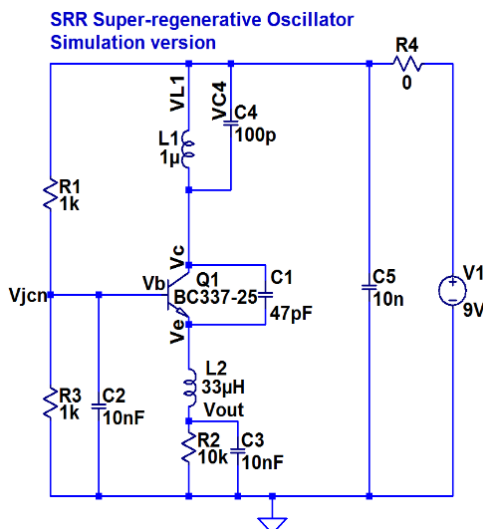 SRR Super-regenerative Oscillator
Simulation version
R4
0
VL1
VC4
C4
100p
L1
1µ
R1
1k
Vc
Q1
Vb
BC337-25
C1
47pF
V1
9V
C5
10n
Vjcn
Ve
L2
33µH
Vout
R3
1k
C2
10nF
R2
10k
C3
10nF